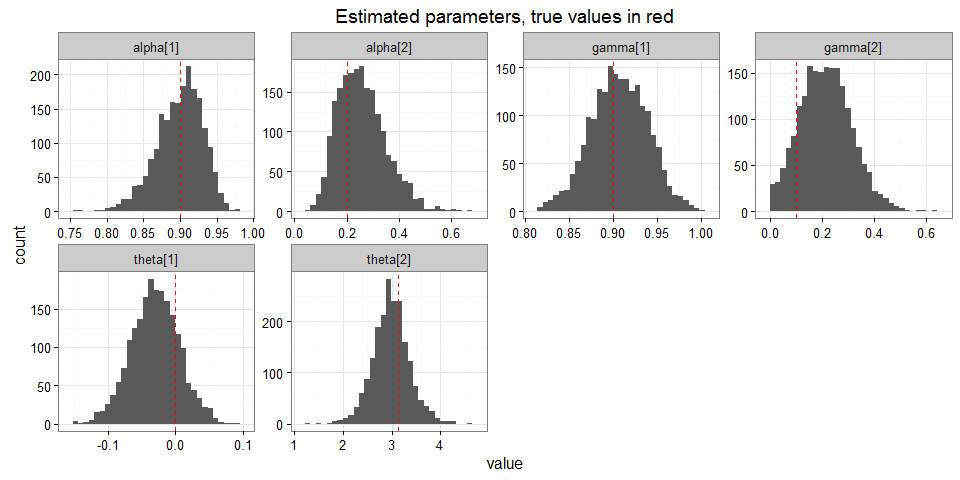 Estimated parameters, true values in red
alpha[1] alpha[2] gamma[1] gamma[2]
200
150
100
50
0
150
100
50
0
150
100
50
0
150
100
50
0
0.75 0.80 0.85 0.90 0.95 1.00
0.0 0.2 0.4 0.6
0.80 0.85 0.90 0.95 1.00
0.0 0.2 0.4 0.6
count
theta[1] theta[2]
150
100
50
0
200
100
0
-0.1 0.0 0.1
1 2 3 4
value